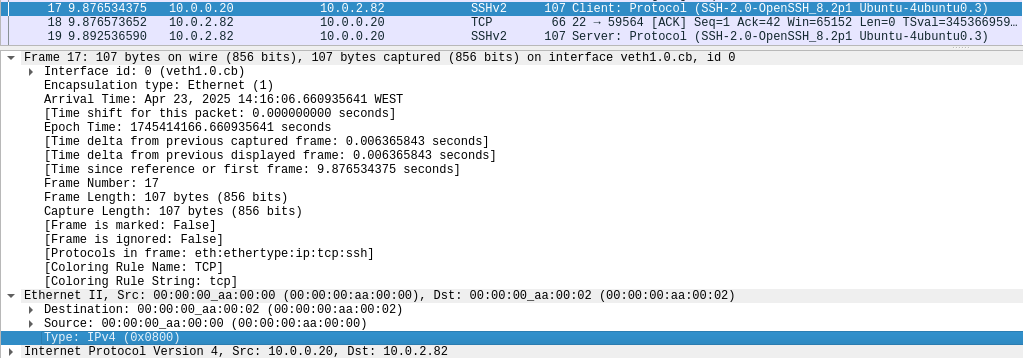 17 9.876534375 10.0.0.20 10.0.2.82 SSHv2 107 Client: Protocol (SSH-2.0-OpenSSH_8.2p1 Ubuntu-4ubuntu0.3)
18 9.876573652 10.0.2.82 10.0.0.20 TCP 66 22 → 59564 [ACK] Seq=1 Ack=42 Win=65152 Len=0 TSval=345366959…
19 9.892536590 10.0.2.82 10.0.0.20 SSHv2 107 Server: Protocol (SSH-2.0-OpenSSH_8.2p1 Ubuntu-4ubuntu0.3)
Frame 17: 107 bytes on wire (856 bits), 107 bytes captured (856 bits) on interface veth1.0.cb, id 0
Interface id: 0 (veth1.0.cb)
Encapsulation type: Ethernet (1)
Arrival Time: Apr 23, 2025 14:16:06.660935641 WEST
[Time shift for this packet: 0.000000000 seconds]
Epoch Time: 1745414166.660935641 seconds
[Time delta from previous captured frame: 0.006365843 seconds]
[Time delta from previous displayed frame: 0.006365843 seconds]
[Time since reference or first frame: 9.876534375 seconds]
Frame Number: 17
Frame Length: 107 bytes (856 bits)
Capture Length: 107 bytes (856 bits)
[Frame is marked: False]
[Frame is ignored: False]
[Protocols in frame: eth:ethertype:ip:tcp:ssh]
[Coloring Rule Name: TCP]
[Coloring Rule String: tcp]
Ethernet II, Src: 00:00:00_aa:00:00 (00:00:00:aa:00:00), Dst: 00:00:00_aa:00:02 (00:00:00:aa:00:02)
Destination: 00:00:00_aa:00:02 (00:00:00:aa:00:02)
Source: 00:00:00_aa:00:00 (00:00:00:aa:00:00)
Type: IPv4 (0x0800)
Internet Protocol Version 4, Src: 10.0.0.20, Dst: 10.0.2.82